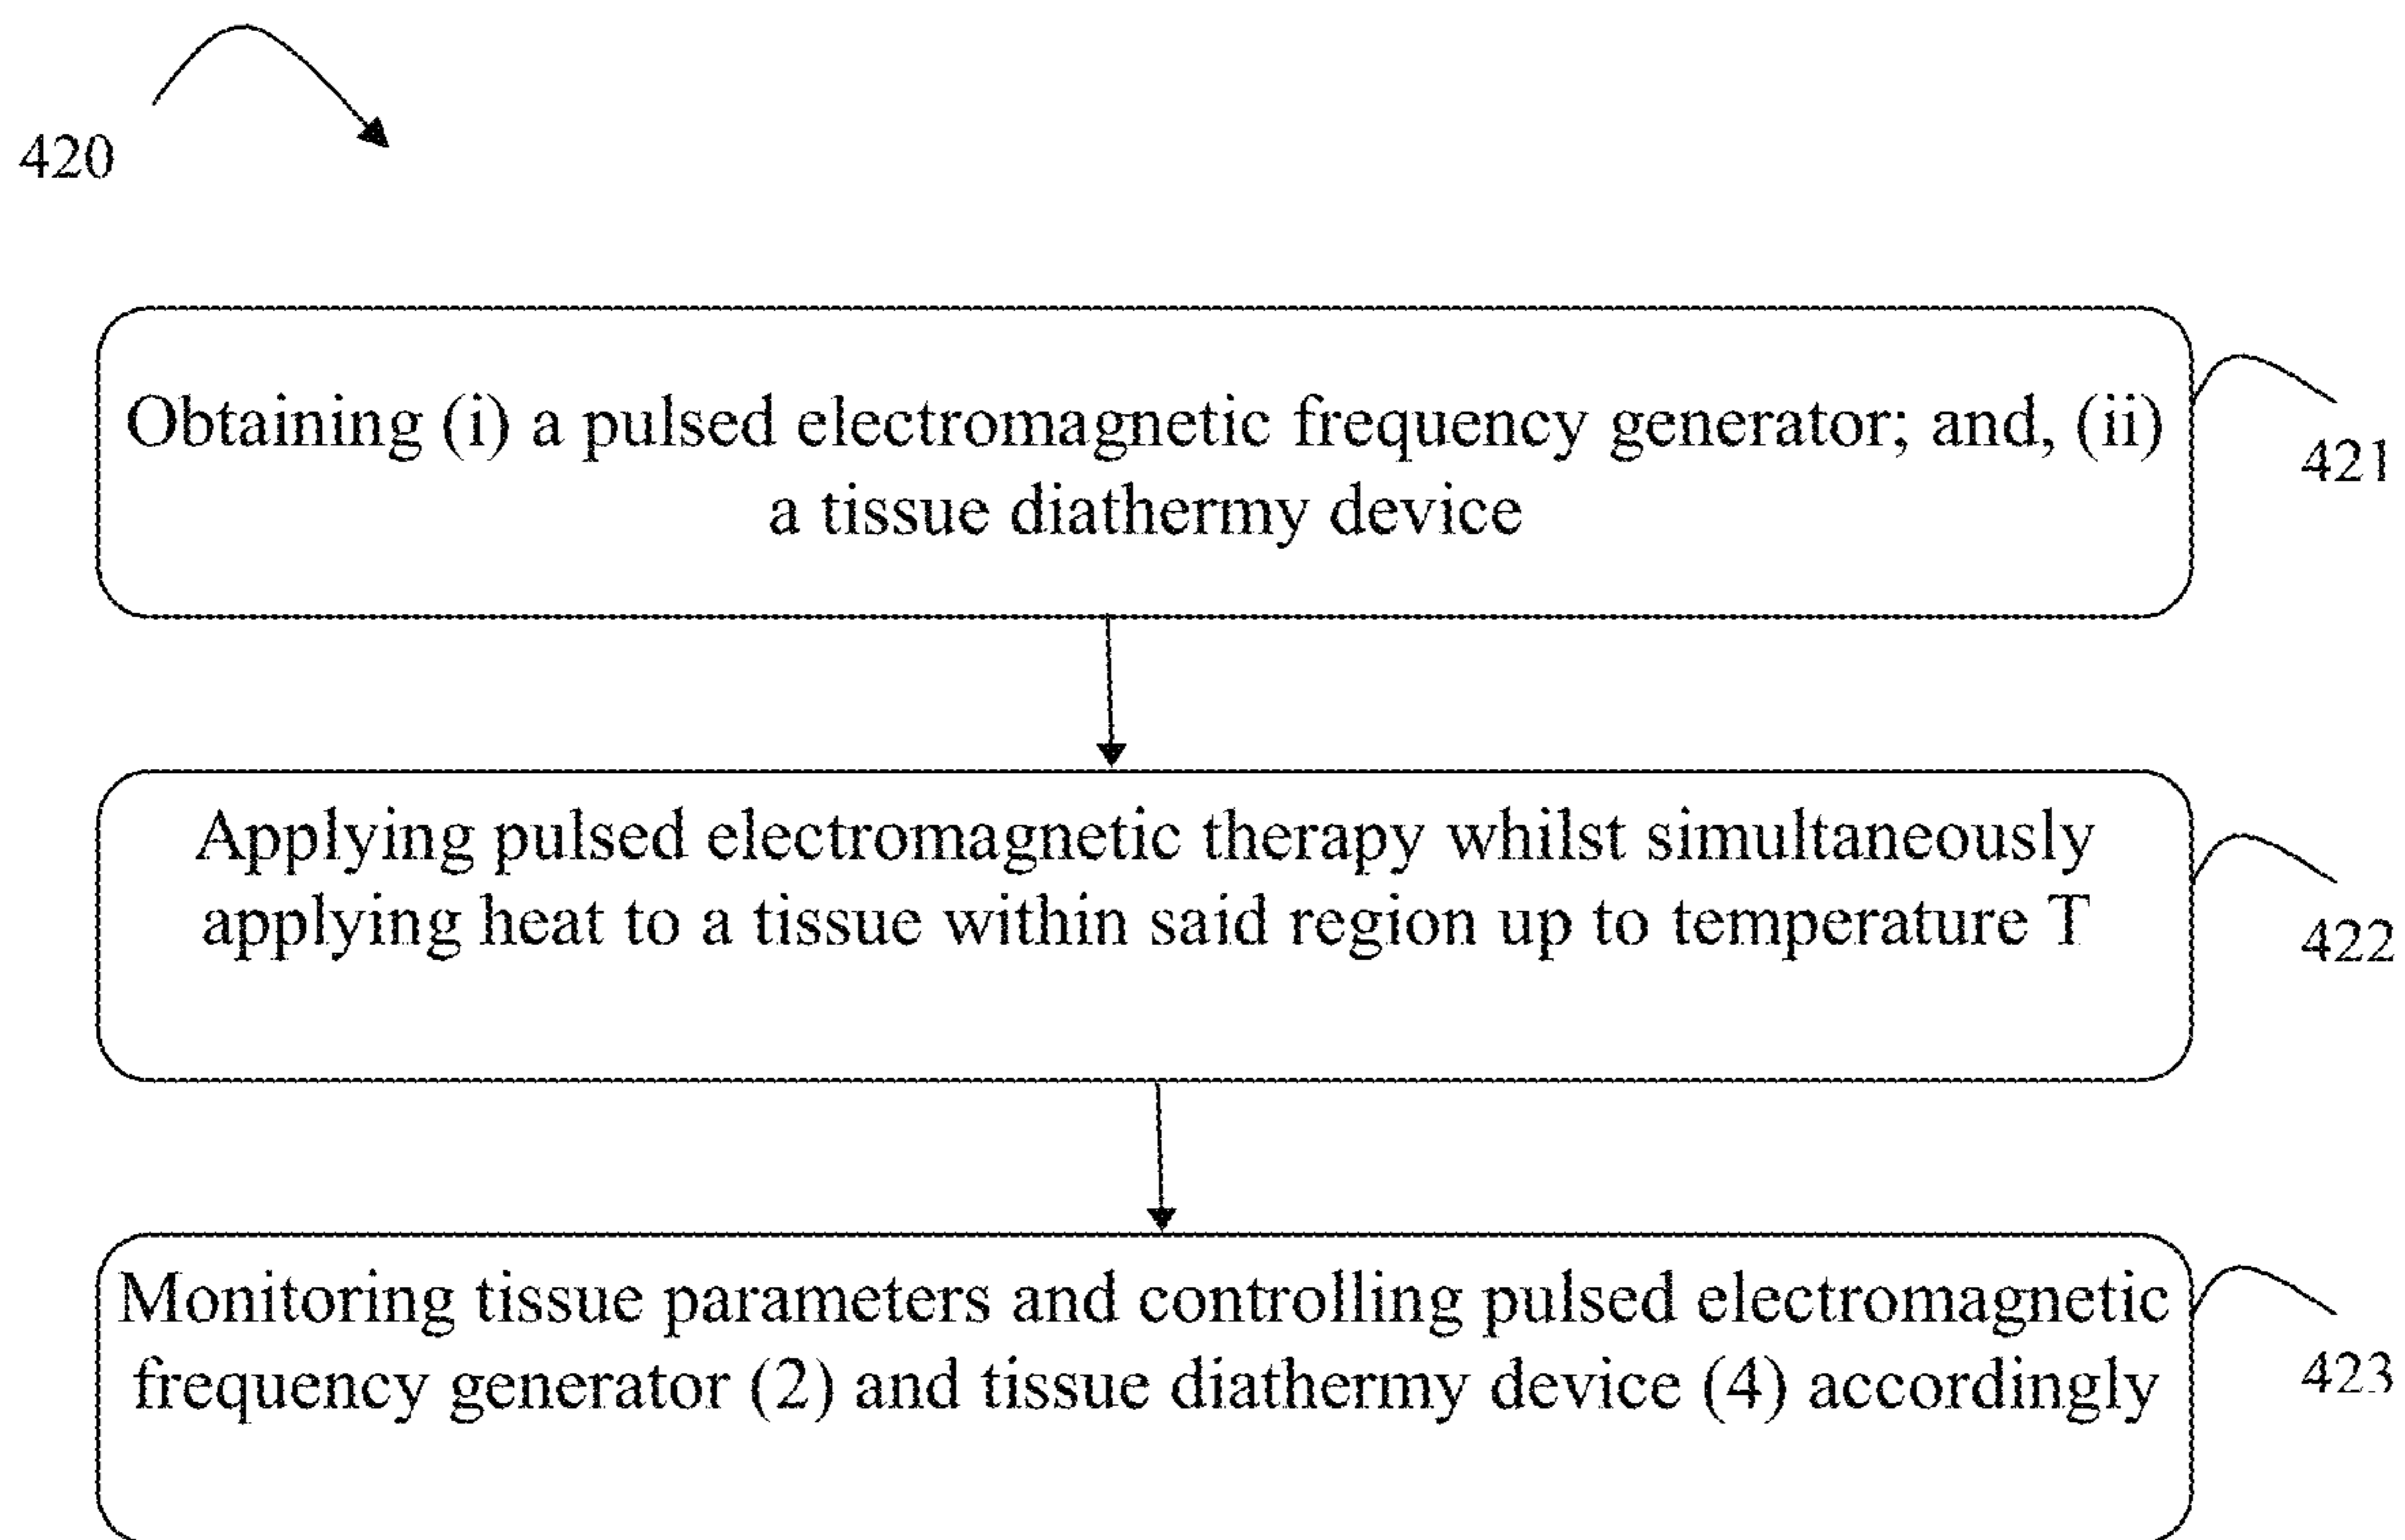 420
Obtaining (i) a pulsed electromagnetic frequency generator; and, (ii)
a tissue diathermy device
421
Applying pulsed electromagnetic therapy whilst simultaneously
applying heat to a tissue within said region up to temperature T
422
Monitoring tissue parameters and controlling pulsed electromagnetic
frequency generator (2) and tissue diathermy device (4) accordingly
423